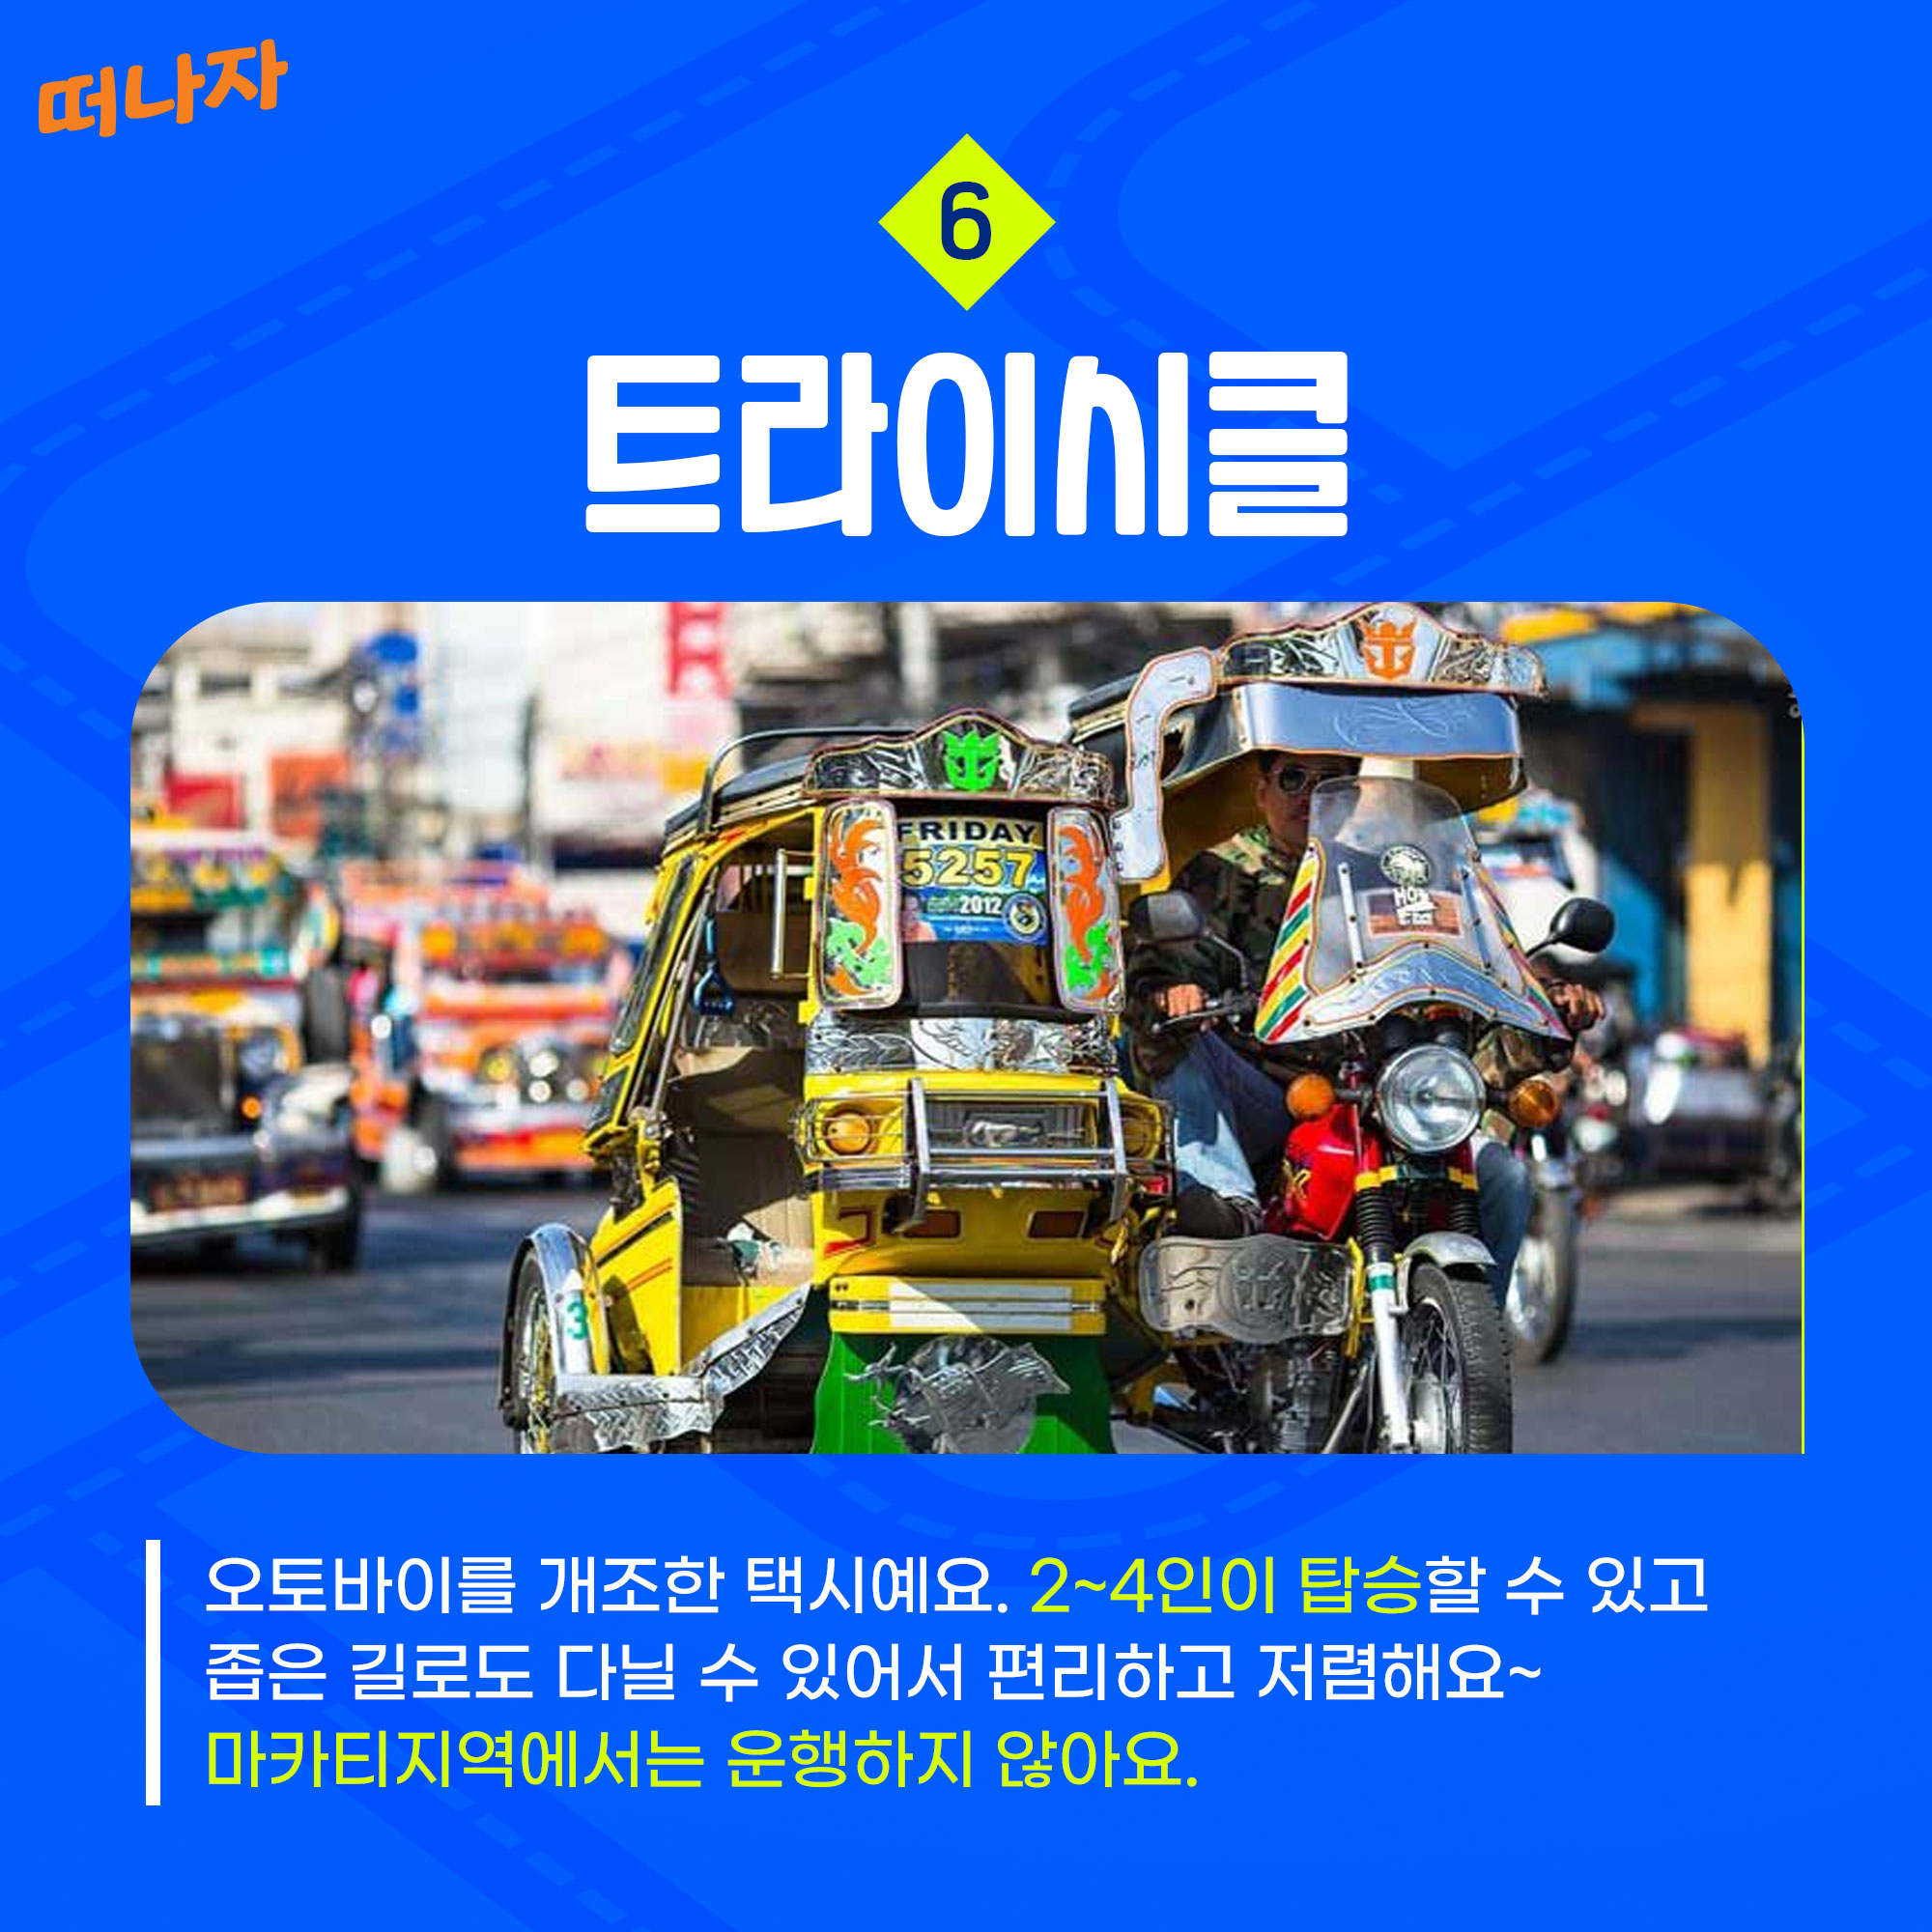 떠나자
6
트라이시클
FRIDAY
5257
2012
3
오토바이를 개조한 택시예요. 2~4인이 탑승할 수 있고
좁은 길로도 다닐 수 있어서 편리하고 저렴해요~
마카티지역에서는 운행하지 않아요.